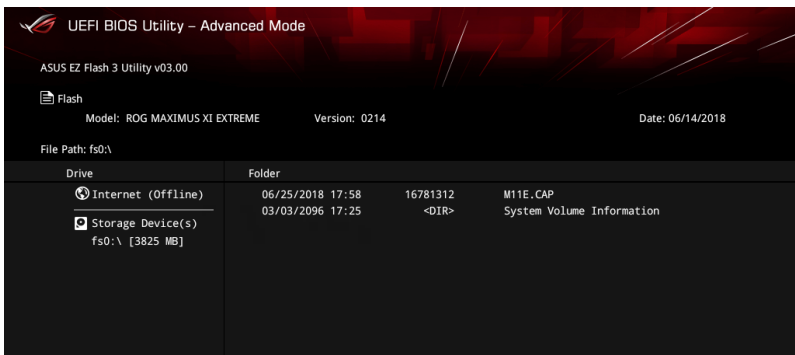 UEFI BIOS Utility – Advanced Mode
ASUS EZ Flash 3 Utility v03.00
Flash
Model: ROG MAXIMUS XI EXTREME Version: 0214 Date: 06/14/2018
File Path: fs0:\
Drive Folder
Internet (Offline) 06/25/2018 17:58 16781312 M11E.CAP
03/03/2096 17:25 <DIR> System Volume Information
Storage Device(s)
fs0:\ [3825 MB]